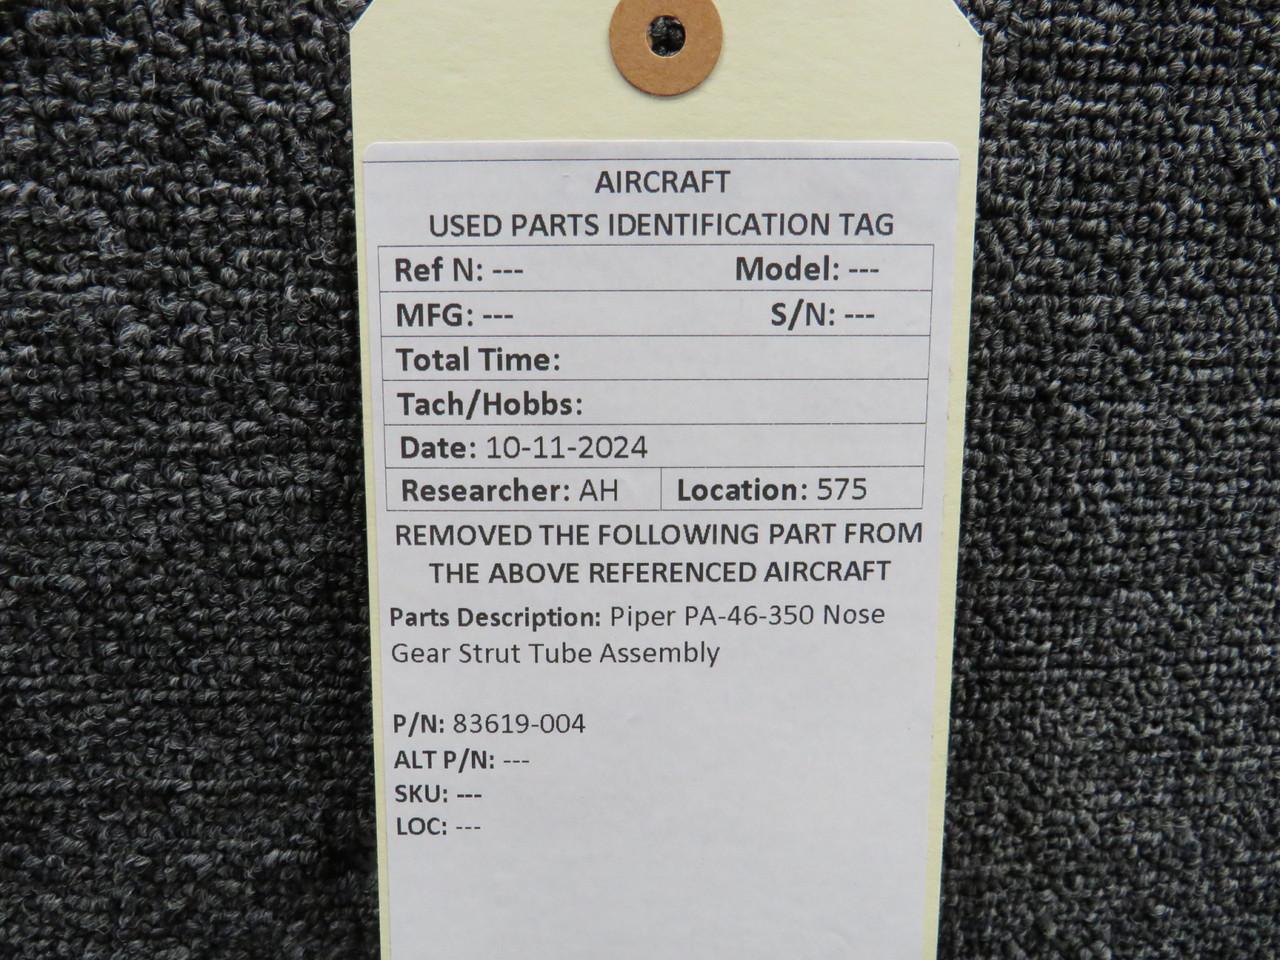 AIRCRAFT
USED PARTS IDENTIFICATION TAG
Ref N: --- Model: ---
MFG: --- S/N: ---
Total Time:
Tach/Hobbs:
Date: 10-11-2024
Researcher: AH Location: 575
REMOVED THE FOLLOWING PART FROM
THE ABOVE REFERENCED AIRCRAFT
Parts Description: Piper PA-46-350 Nose
Gear Strut Tube Assembly
P/N: 83619-004
ALT P/N: ---
SKU: ---
LOC: ---